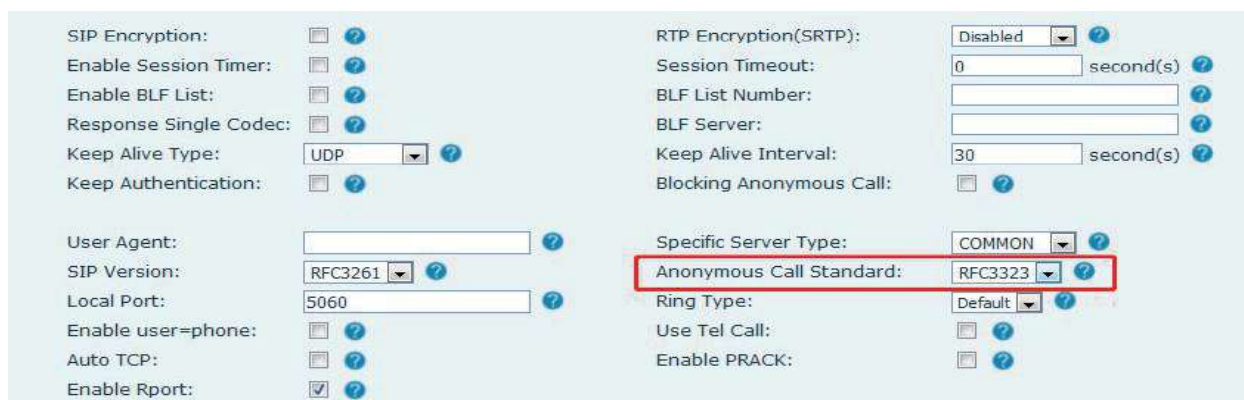 SIP Encryption: RTP Encryption(SRTP): Disabled
Enable Session Timer: Session Timeout: 0 second(s)
Enable BLF List: BLF List Number:
Response Single Codec: BLF Server:
Keep Alive Type: UDP Keep Alive Interval: 30 second(s)
Keep Authentication: Blocking Anonymous Call:
User Agent: Specific Server Type: COMMON
SIP Version: RFC3261 Anonymous Call Standard: RFC3323
Local Port: 5060 Ring Type: Default
Enable user=phone: Use Tel Call:
Auto TCP: Enable PRACK:
Enable Rport: